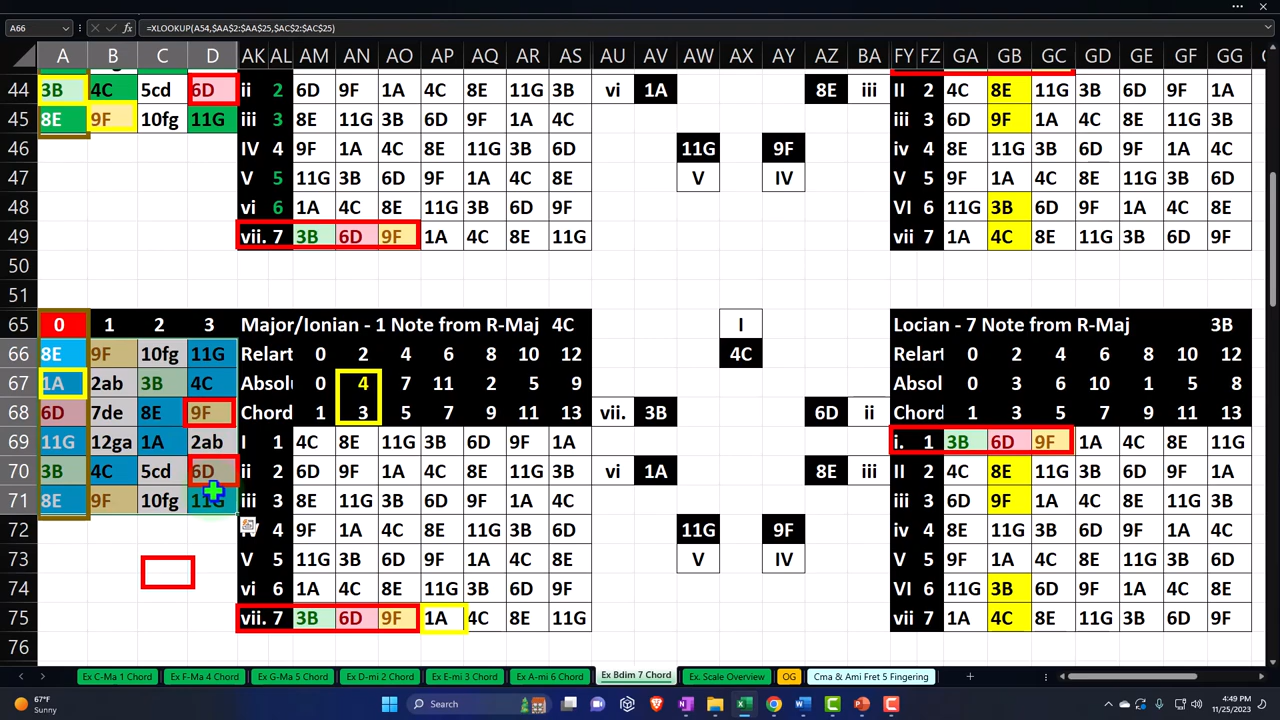 A66 fx =XLOOKUP(A54,$AA$2:$AA$25,$AC$2:$AC$25)
A B C D AK AL AM AN AO AP AQ AR AS AU AV AW AX AY AZ BA FY FZ GA GB GC GD GE GF GG
44 3B 4C 5cd 6D ii 2 6D 9F 1A 4C 8E 11G 3B vi 1A 8E iii II 2 4C 8E 11G 3B 6D 9F 1A
45 8E 9F 10fg 11G iii 3 8E 11G 3B 6D 9F 1A 4C iii 3 6D 9F 1A 4C 8E 11G 3B
46 IV 4 9F 1A 4C 8E 11G 3B 6D 11G 9F iv 4 8E 11G 3B 6D 9F 1A 4C
47 V 5 11G 3B 6D 9F 1A 4C 8E V IV V 5 9F 1A 4C 8E 11G 3B 6D
48 vi 6 1A 4C 8E 11G 3B 6D 9F VI 6 11G 3B 6D 9F 1A 4C 8E
49 vii. 7 3B 6D 9F 1A 4C 8E 11G vii 7 1A 4C 8E 11G 3B 6D 9F
50
51
65 0 1 2 3 Major/Ionian - 1 Note from R-Maj 4C I Locian - 7 Note from R-Maj 3B
66 8E 9F 10fg 11G Relart 0 2 4 6 8 10 12 4C Relart 0 2 4 6 8 10 12
67 1A 2ab 3B 4C Absolu 0 4 7 11 2 5 9 Absolu 0 3 6 10 1 5 8
68 6D 7de 8E 9F Chord 1 3 5 7 9 11 13 vii. 3B 6D ii Chord 1 3 5 7 9 11 13
69 11G 12ga 1A 2ab I 1 4C 8E 11G 3B 6D 9F 1A i. 1 3B 6D 9F 1A 4C 8E 11G
70 3B 4C 5cd 6D ii 2 6D 9F 1A 4C 8E 11G 3B vi 1A 8E iii II 2 4C 8E 11G 3B 6D 9F 1A
71 8E 9F 10fg 11G iii 3 8E 11G 3B 6D 9F 1A 4C iii 3 6D 9F 1A 4C 8E 11G 3B
72 IV 4 9F 1A 4C 8E 11G 3B 6D 11G 9F iv 4 8E 11G 3B 6D 9F 1A 4C
73 V 5 11G 3B 6D 9F 1A 4C 8E V IV V 5 9F 1A 4C 8E 11G 3B 6D
74 vi 6 1A 4C 8E 11G 3B 6D 9F VI 6 11G 3B 6D 9F 1A 4C 8E
75 vii. 7 3B 6D 9F 1A 4C 8E 11G vii 7 1A 4C 8E 11G 3B 6D 9F
76
Ex C-Ma 1 Chord Ex F-Ma 4 Chord Ex G-Ma 5 Chord Ex D-mi 2 Chord Ex E-mi 3 Chord Ex A-mi 6 Chord Ex Bdim 7 Chord Ex. Scale Overview OG Cma & Ami Fret 5 Fingering
67°F Search 4:49 PM
Sunny 11/25/2023